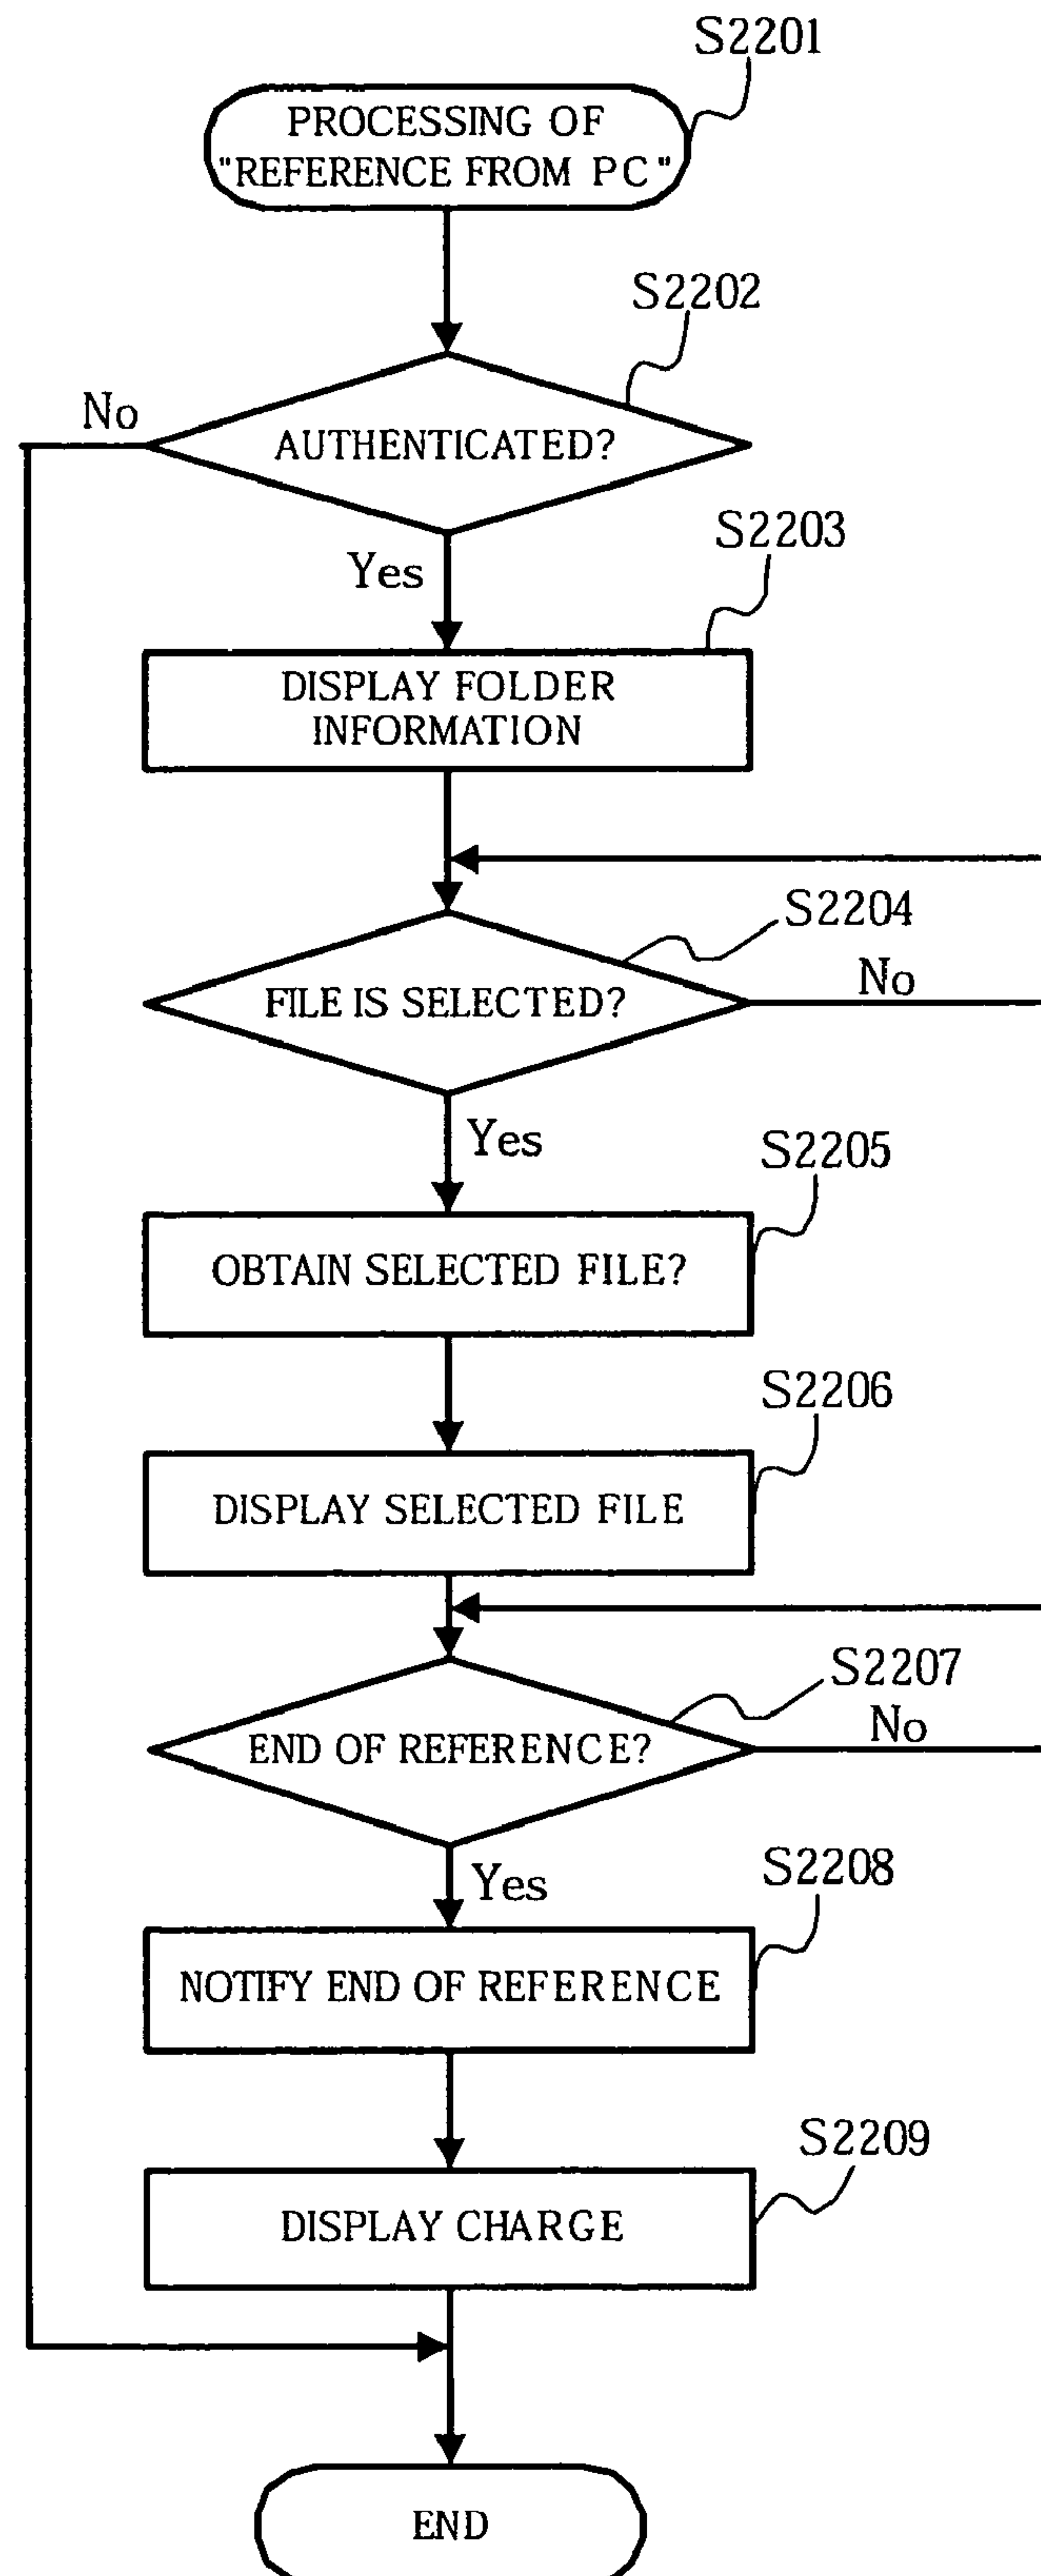 S2201
PROCESSING OF
"REFERENCE FROM PC"
S2202
No
AUTHENTICATED?
Yes
S2203
DISPLAY FOLDER
INFORMATION
S2204
FILE IS SELECTED?
No
Yes
S2205
OBTAIN SELECTED FILE?
S2206
DISPLAY SELECTED FILE
S2207
END OF REFERENCE?
No
Yes
S2208
NOTIFY END OF REFERENCE
S2209
DISPLAY CHARGE
END